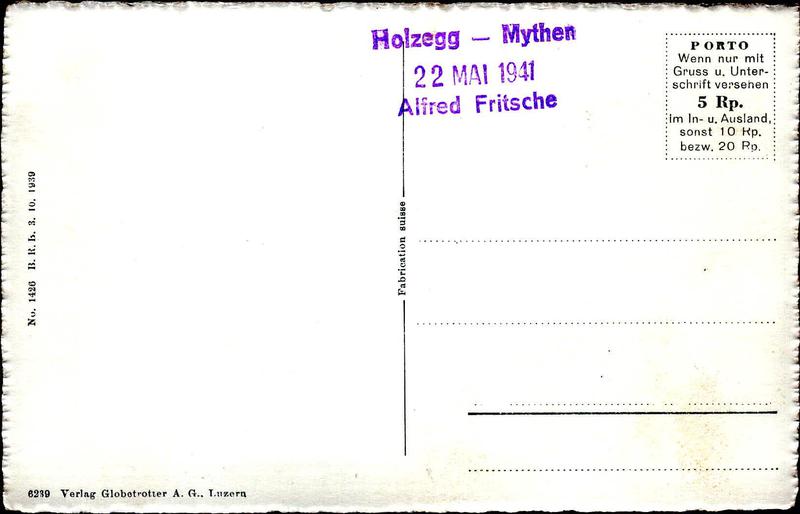 Holzegg — Mythen
22 MAI 1941
Alfred Fritsche
PORTO
Wenn nur mit
Gruss u. Unter-
schrift versehen
5 Rp.
im In- u. Ausland,
sonst 10 Rp.
bezw. 20 Rp.
No. 1426 B. R. b. 3. 10. 1939
Fabrication suisse
6239 Verlag Globetrotter A. G., Luzern